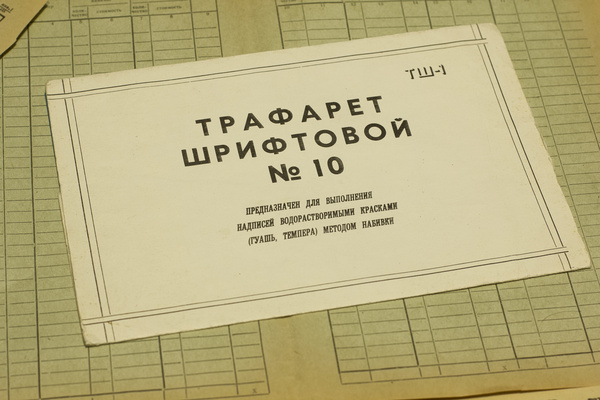 ТШ-1
ТРАФАРЕТ
ШРИФТОВОЙ
№ 10
ПРЕДНАЗНАЧЕН ДЛЯ ВЫПОЛНЕНИЯ
НАДПИСЕЙ ВОДОРАСТВОРИМЫМИ КРАСКАМИ
(ГУАШЬ, ТЕМПЕРА) МЕТОДОМ НАБИВКИ